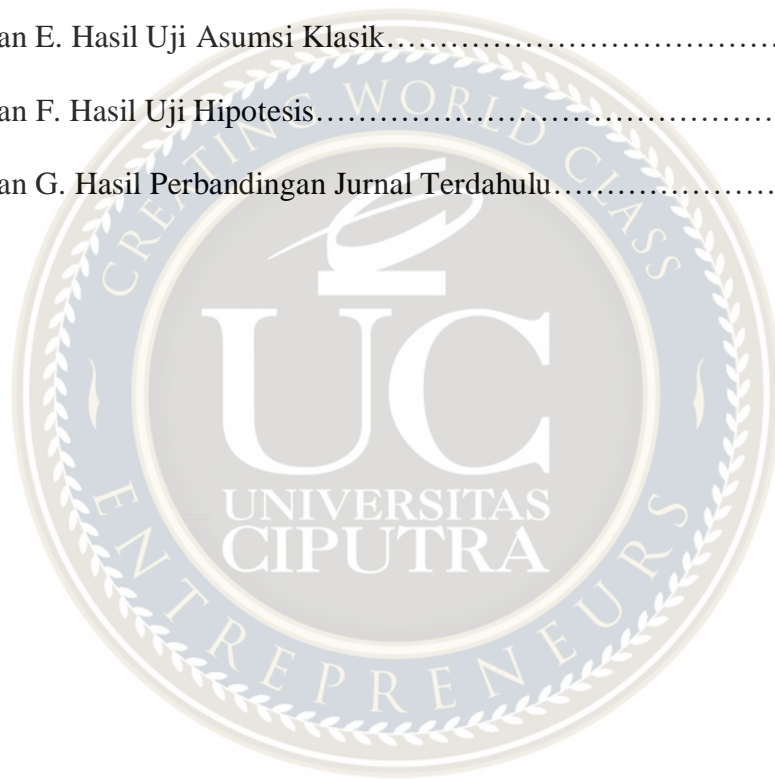 an E. Hasil Uji Asumsi Klasik……………………………
an F. Hasil Uji Hipotesis……………………………………
an G. Hasil Perbandingan Jurnal Terdahulu…………………
CREATING WORLD CLASS
UC
UNIVERSITAS
CIPUTRA
ENTREPRENEURS